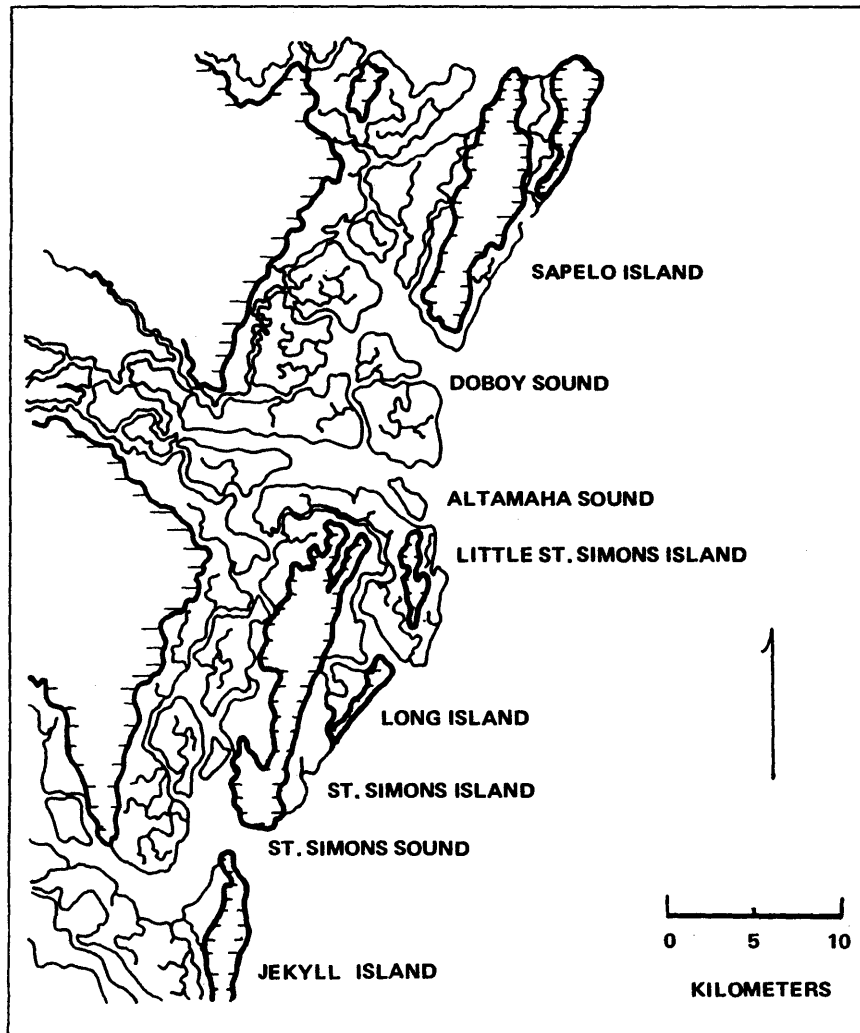 SAPELO ISLAND
DOBOY SOUND
ALTAMAHA SOUND
LITTLE ST. SIMONS ISLAND
LONG ISLAND
ST. SIMONS ISLAND
ST. SIMONS SOUND
JEKYLL ISLAND
0 5 10
KILOMETERS